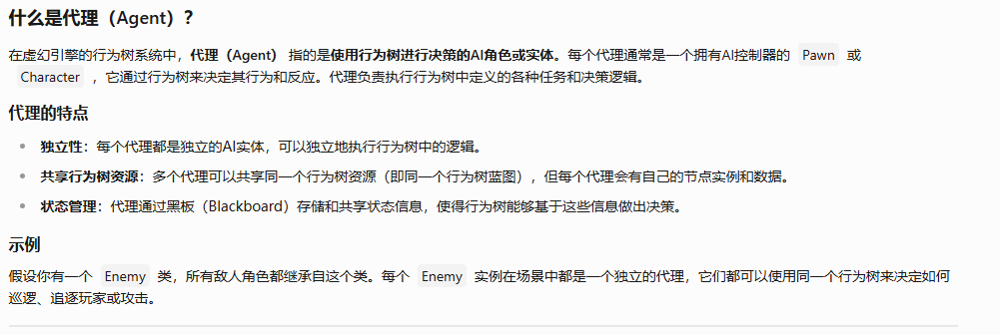 什么是代理（Agent）？
在虚幻引擎的行为树系统中，代理（Agent） 指的是使用行为树进行决策的AI角色或实体。每个代理通常是一个拥有AI控制器的 Pawn 或
Character ，它通过行为树来决定其行为和反应。代理负责执行行为树中定义的各种任务和决策逻辑。
代理的特点
• 独立性：每个代理都是独立的AI实体，可以独立地执行行为树中的逻辑。
• 共享行为树资源：多个代理可以共享同一个行为树资源（即同一个行为树蓝图），但每个代理会有自己的节点实例和数据。
• 状态管理：代理通过黑板（Blackboard）存储和共享状态信息，使得行为树能够基于这些信息做出决策。
示例
假设你有一个 Enemy 类，所有敌人角色都继承自这个类。每个 Enemy 实例在场景中都是一个独立的代理，它们都可以使用同一个行为树来决定如何
巡逻、追逐玩家或攻击。